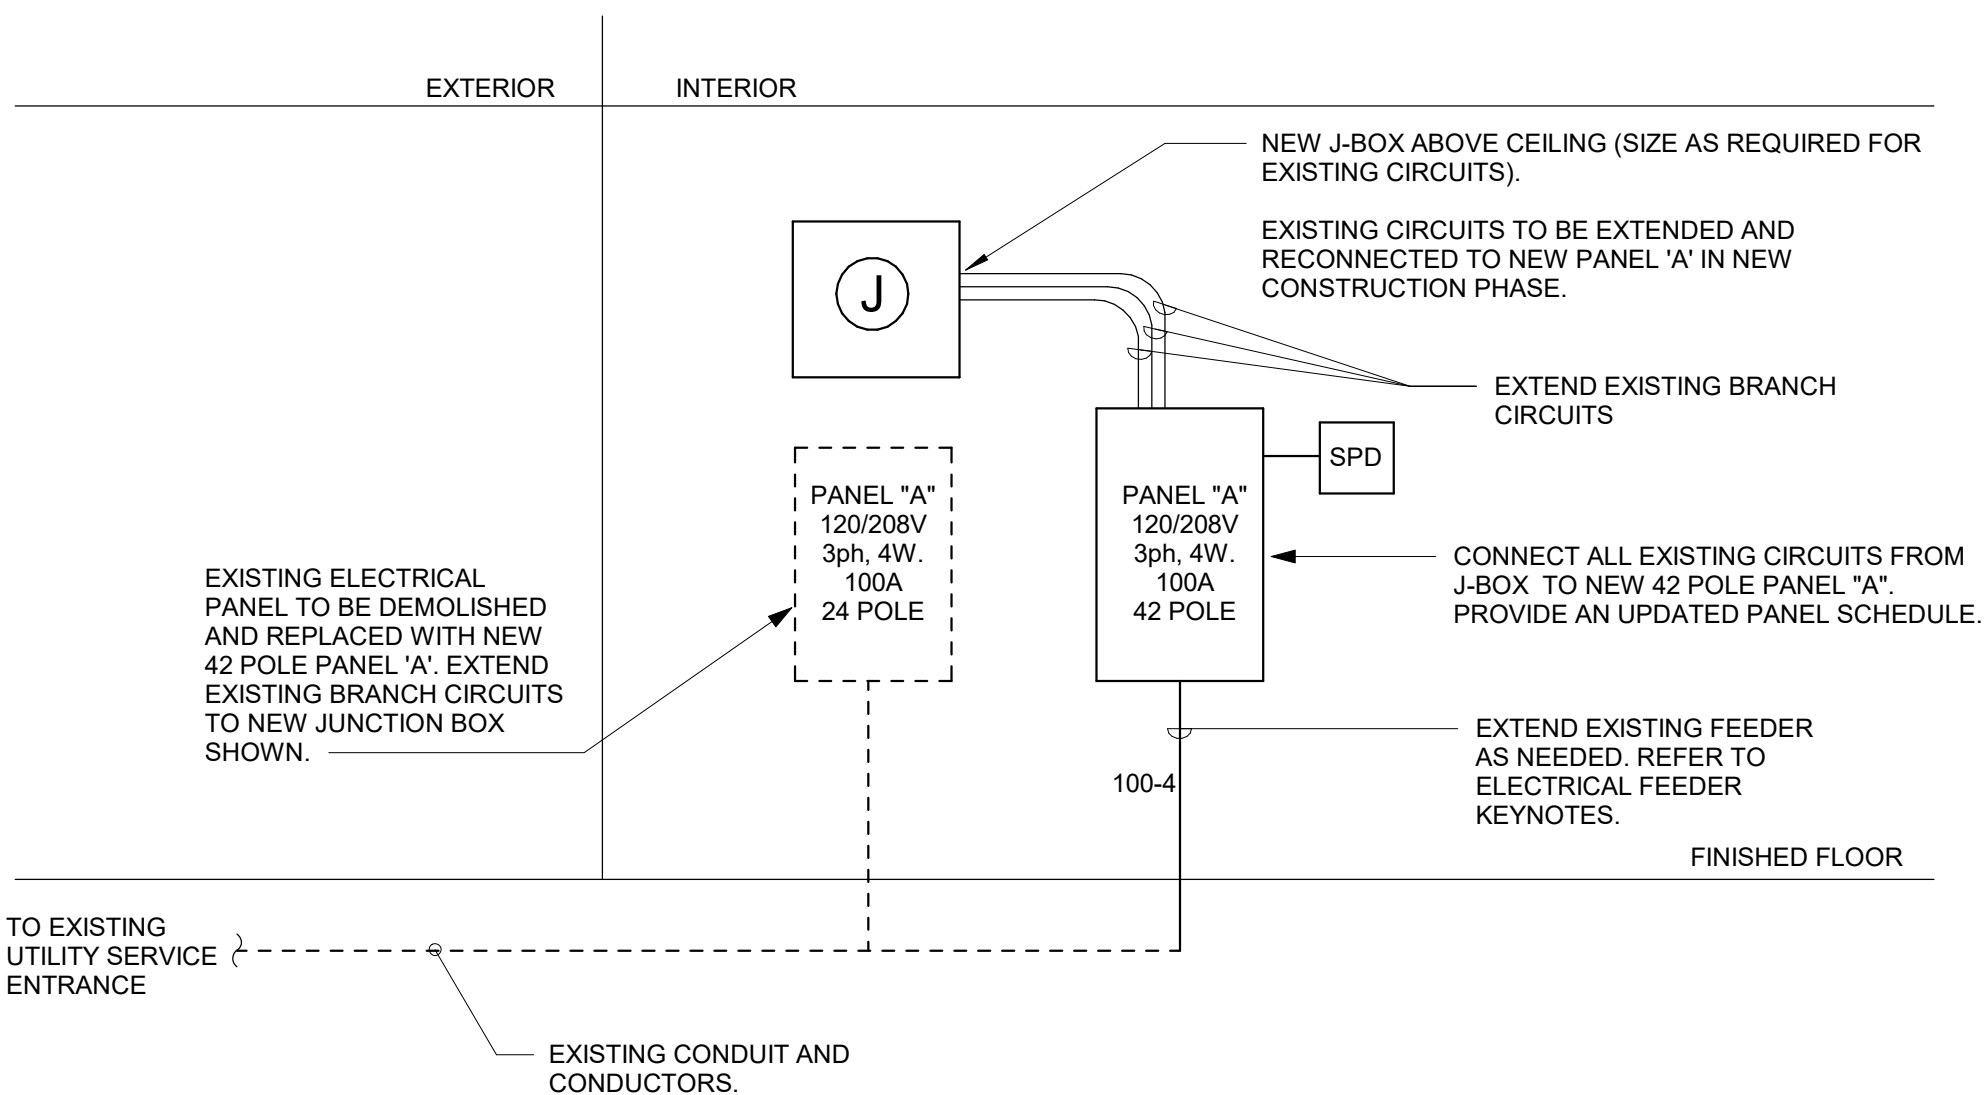 EXTERIOR
INTERIOR
NEW J-BOX ABOVE CEILING (SIZE AS REQUIRED FOR
EXISTING CIRCUITS).
EXISTING CIRCUITS TO BE EXTENDED AND
RECONNECTED TO NEW PANEL 'A' IN NEW
CONSTRUCTION PHASE.
J
EXTEND EXISTING BRANCH
CIRCUITS
SPD
PANEL "A"
120/208V
3ph, 4W.
100A
24 POLE
PANEL "A"
120/208V
3ph, 4W.
100A
42 POLE
CONNECT ALL EXISTING CIRCUITS FROM
J-BOX  TO NEW 42 POLE PANEL "A".
PROVIDE AN UPDATED PANEL SCHEDULE.
EXISTING ELECTRICAL
PANEL TO BE DEMOLISHED
AND REPLACED WITH NEW
42 POLE PANEL 'A'. EXTEND
EXISTING BRANCH CIRCUITS
TO NEW JUNCTION BOX
SHOWN.
EXTEND EXISTING FEEDER
AS NEEDED. REFER TO
ELECTRICAL FEEDER
KEYNOTES.
100-4
FINISHED FLOOR
TO EXISTING
UTILITY SERVICE
ENTRANCE
EXISTING CONDUIT AND
CONDUCTORS.